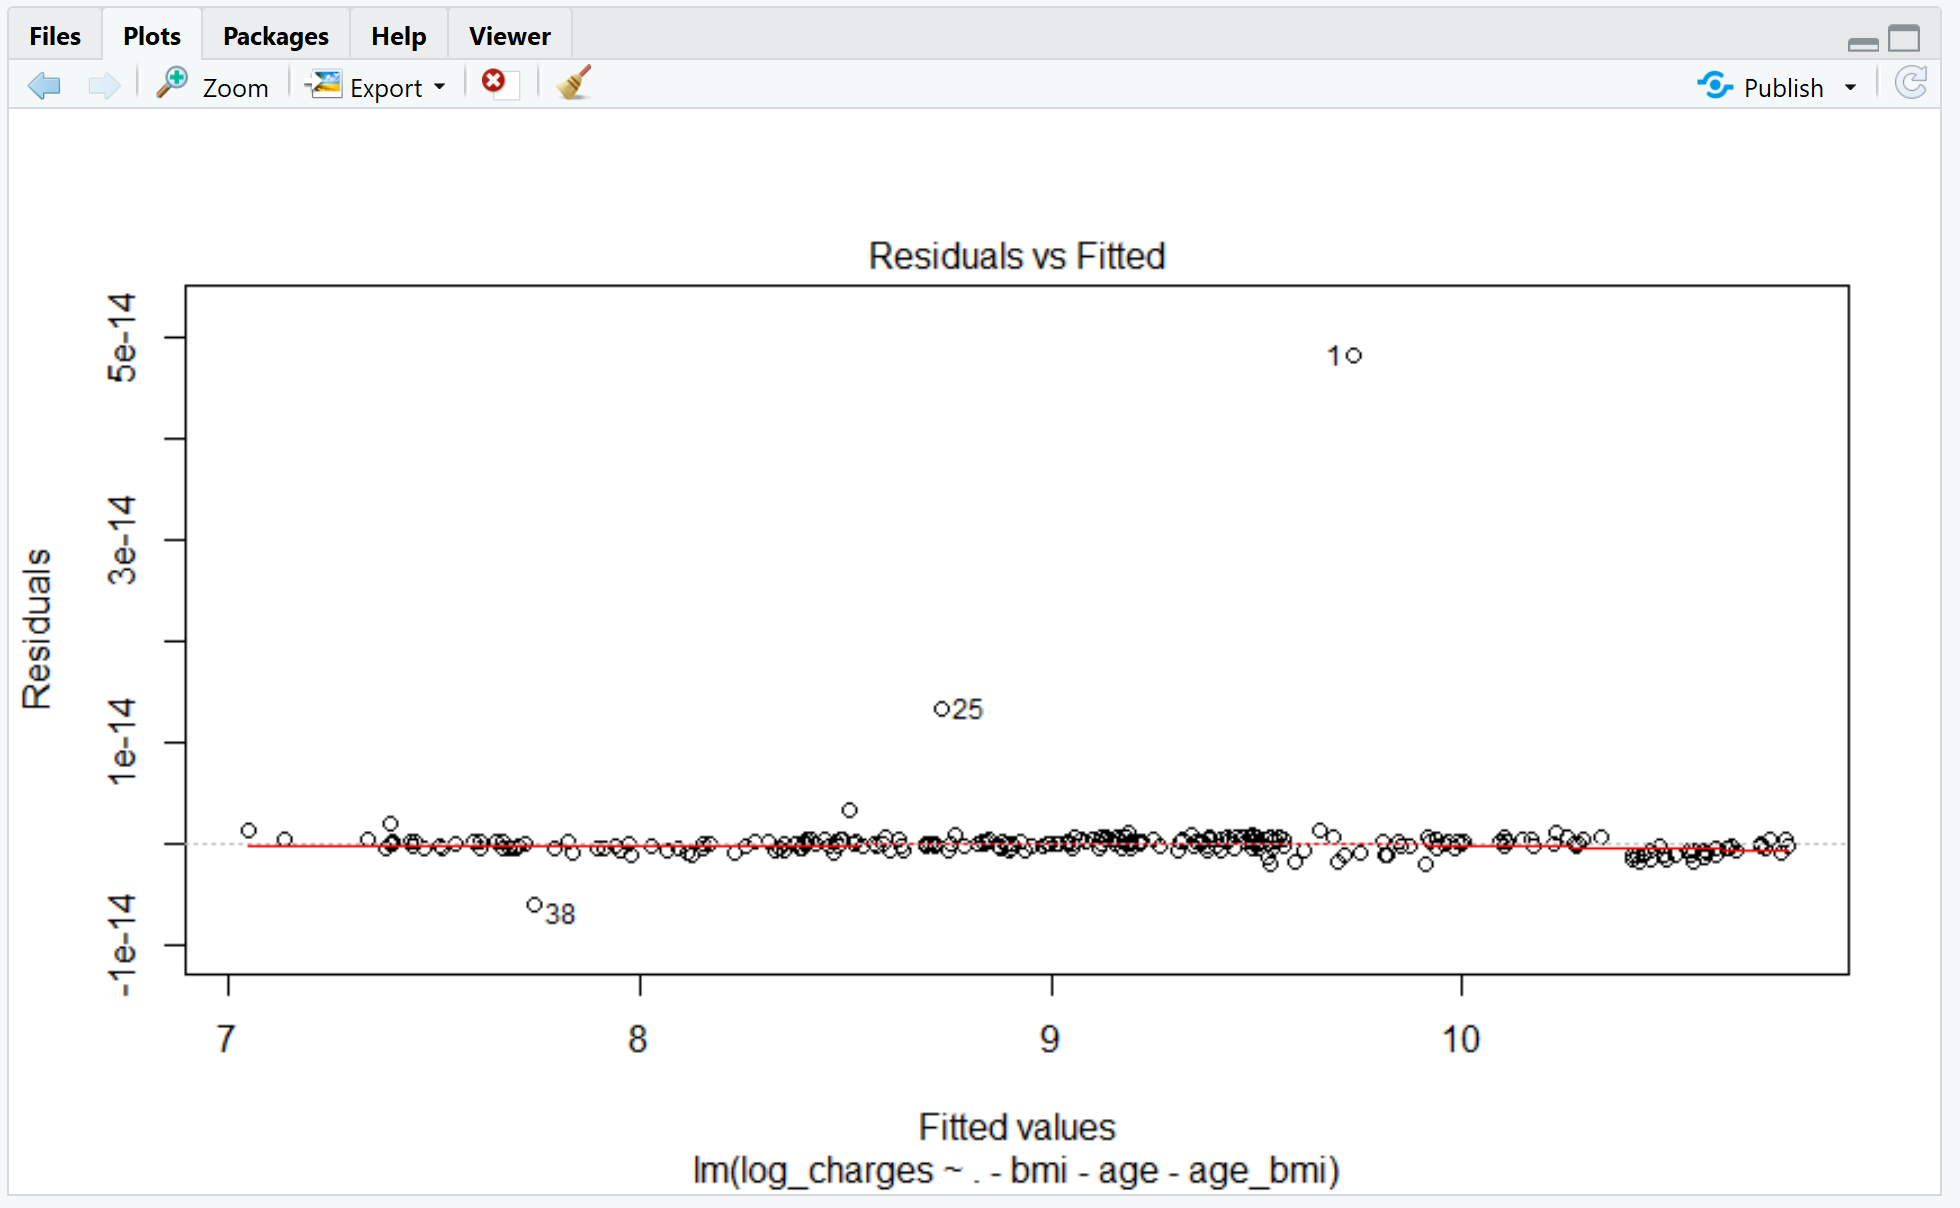 Files Plots Packages Help Viewer
Zoom Export Publish
Residuals vs Fitted
5e-14
3e-14
1e-14
-1e-14
Residuals
1
25
38
7 8 9 10
Fitted values
lm(log_charges ~ . - bmi - age - age_bmi)